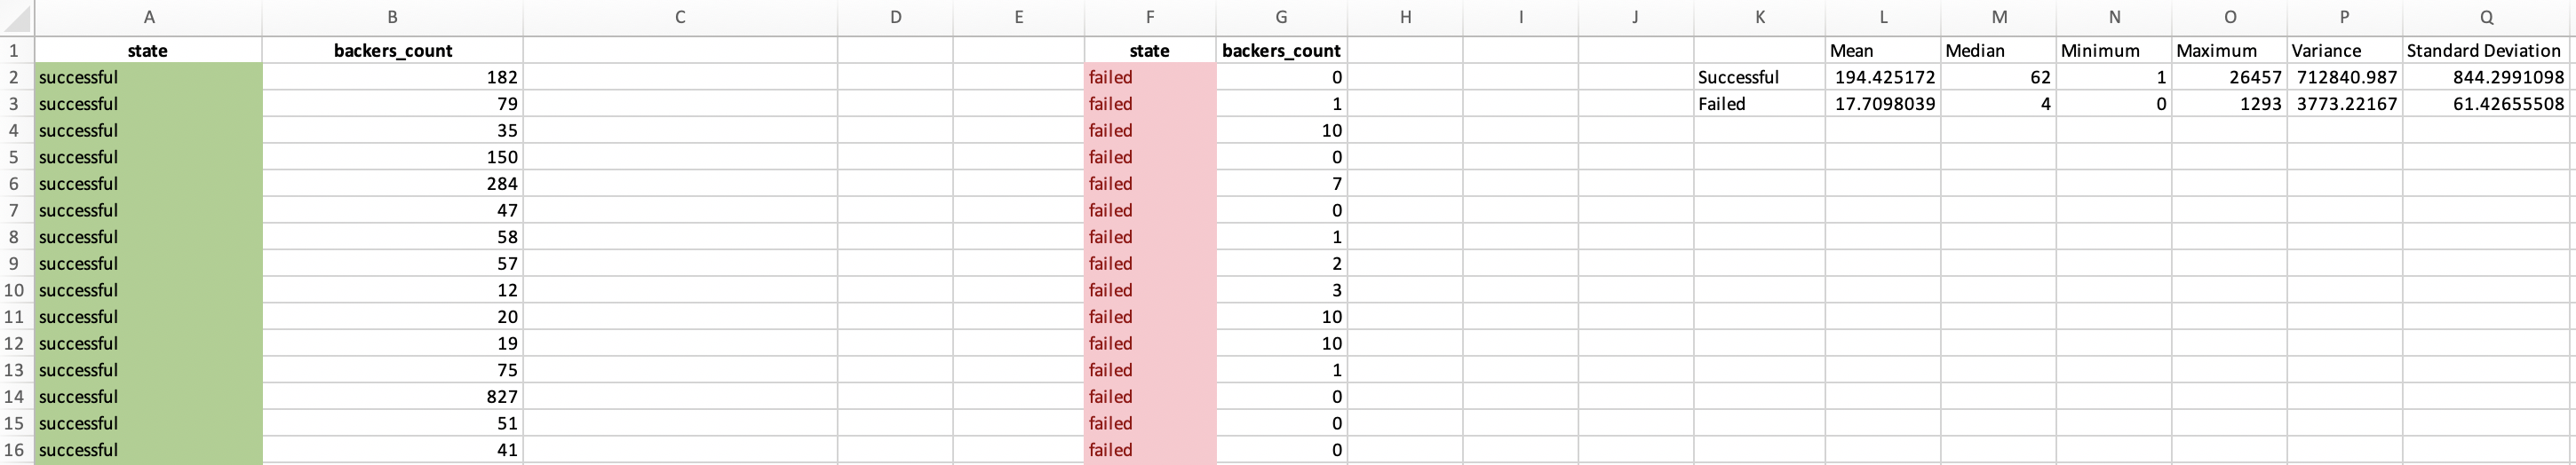 A B C D E F G H I J K L M N O P Q
1 state backers_count state backers_count Mean Median Minimum Maximum Variance Standard Deviation
2 successful 182 failed 0 Successful 194.425172 62 1 26457 712840.987 844.2991098
3 successful 79 failed 1 Failed 17.7098039 4 0 1293 3773.22167 61.42655508
4 successful 35 failed 10
5 successful 150 failed 0
6 successful 284 failed 7
7 successful 47 failed 0
8 successful 58 failed 1
9 successful 57 failed 2
10 successful 12 failed 3
11 successful 20 failed 10
12 successful 19 failed 10
13 successful 75 failed 1
14 successful 827 failed 0
15 successful 51 failed 0
16 successful 41 failed 0